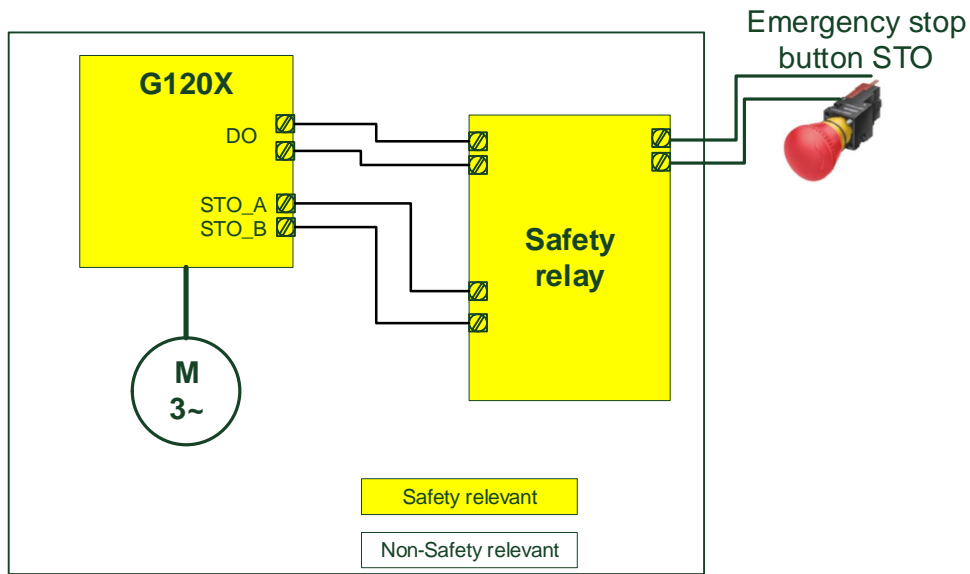 Emergency stop
button STO
G120X
DO
STO_A
STO_B
Safety
relay
M
3~
Safety relevant
Non-Safety relevant